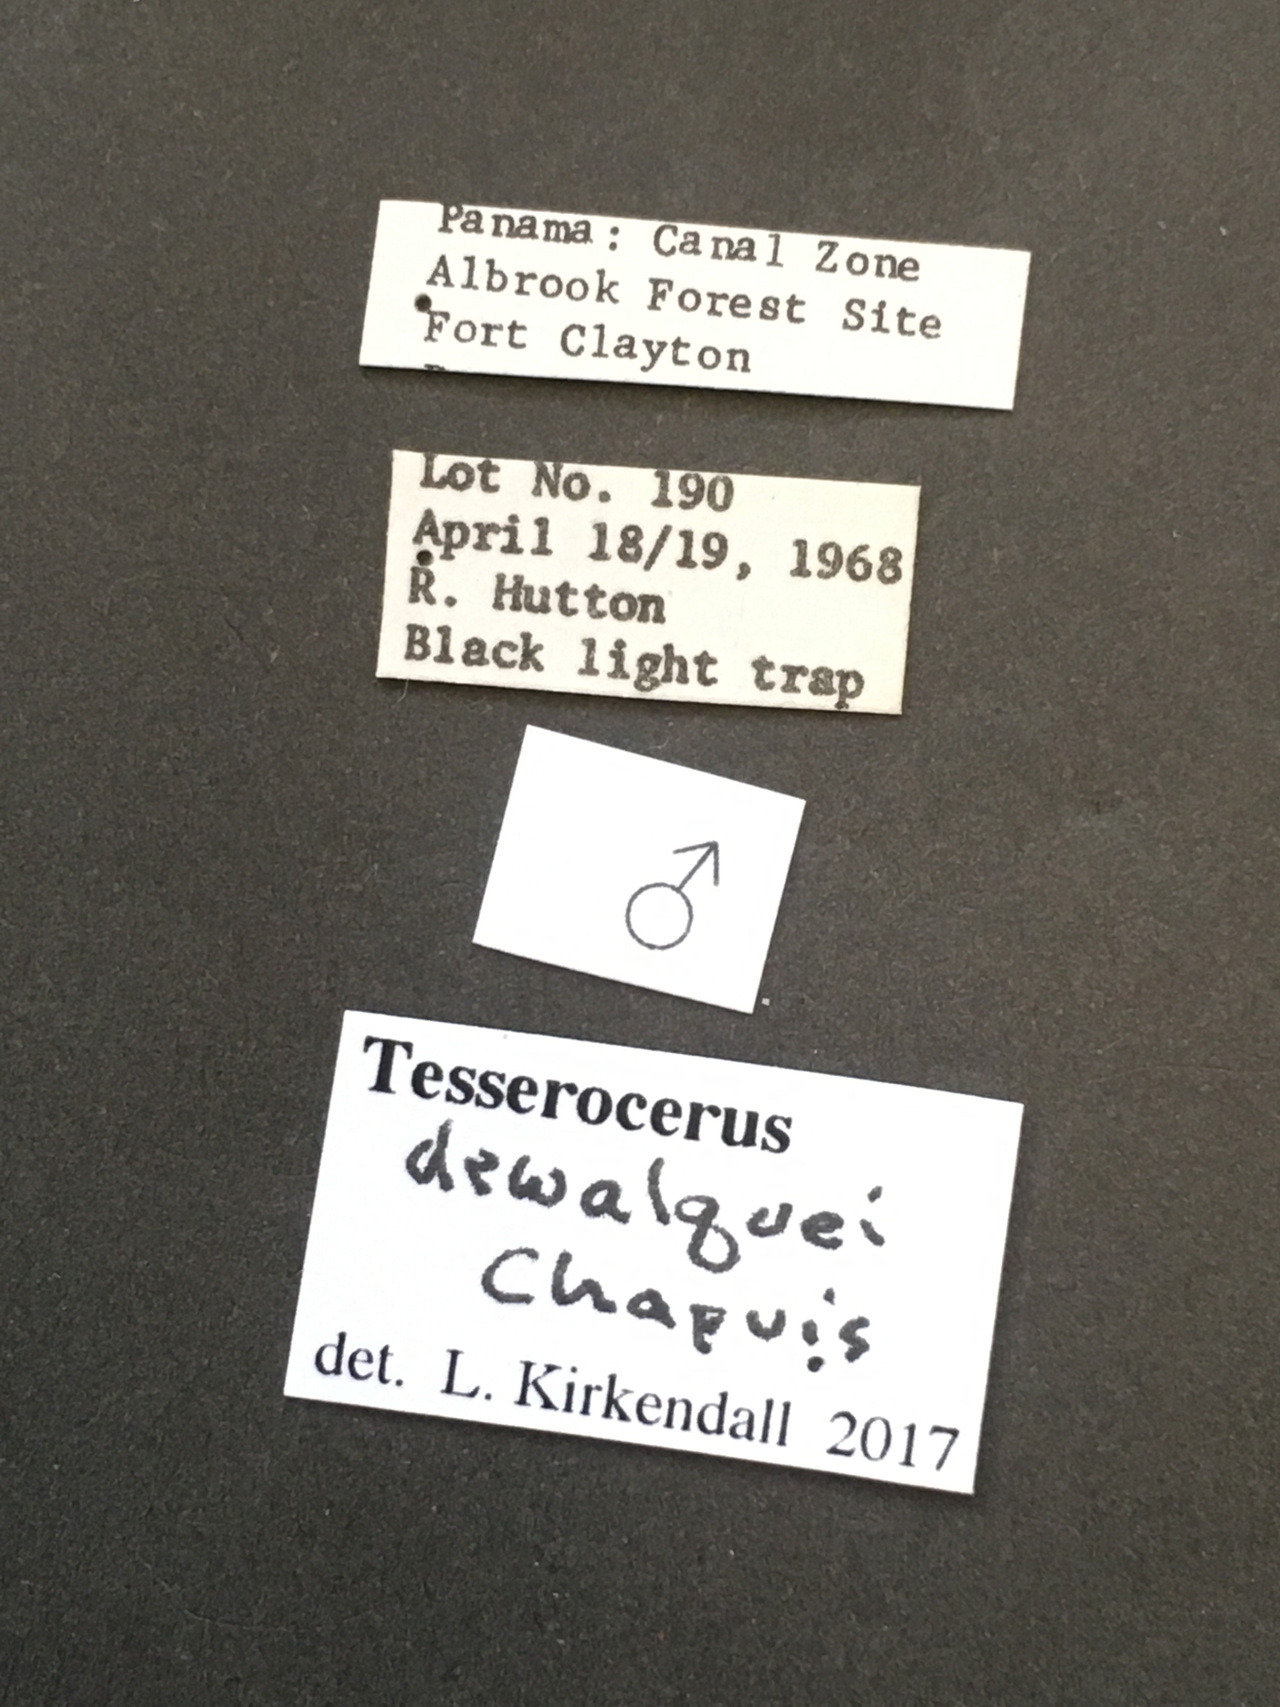 Panama: Canal Zone
Albrook Forest Site
Fort Clayton
Lot No. 190
April 18/19, 1968
R. Hutton
Black light trap
♂
Tesserocerus
dewalquei
Chapuis
det. L. Kirkendall 2017